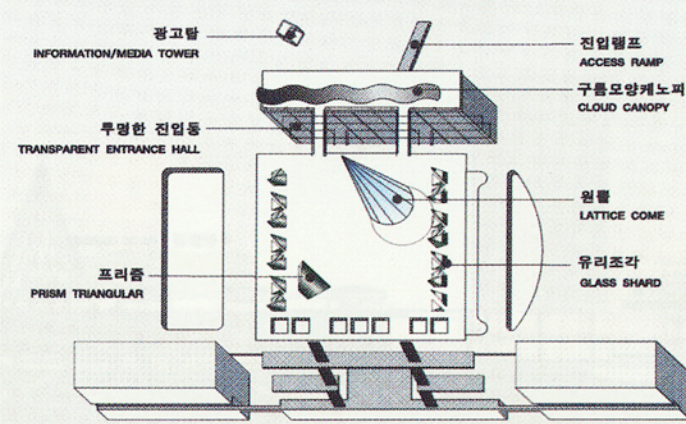 광고탑
INFORMATION/MEDIA TOWER
진입램프
ACCESS RAMP
구름모양케노피
CLOUD CANOPY
투명한 진입동
TRANSPARENT ENTRANCE HALL
원뿔
LATTICE COME
유리조각
GLASS SHARD
프리즘
PRISM TRIANGULAR